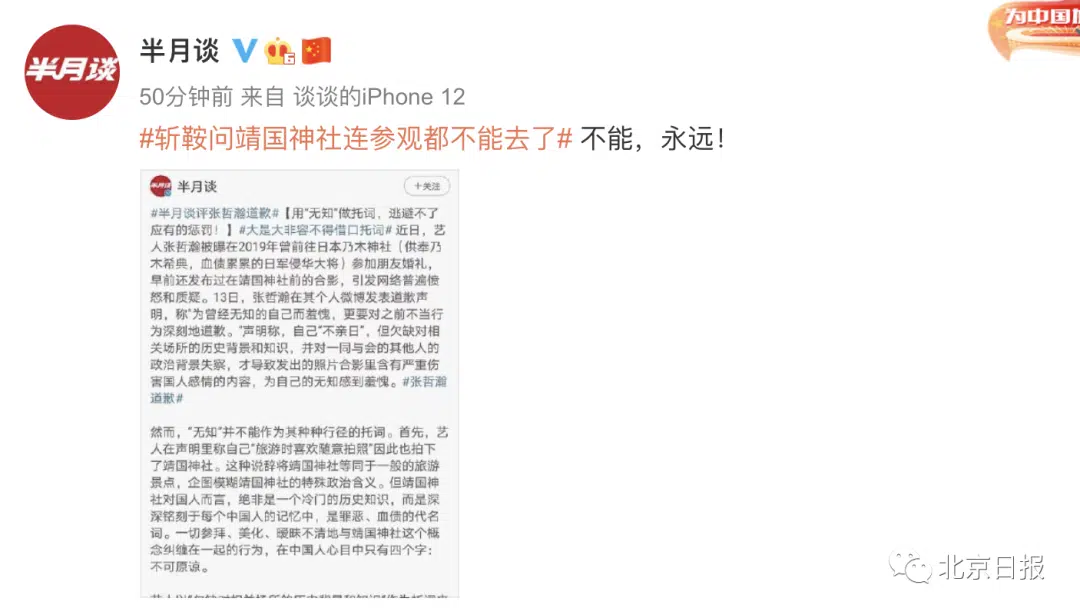 为中国加
半月谈
半月谈
50分钟前 来自 谈谈的iPhone 12
#斩鞍问靖国神社连参观都不能去了# 不能，永远！
半月谈
半月谈
+关注
#半月谈评张哲瀚道歉#【用“无知”做托词，逃避不了
应有的惩罚！】#大是大非容不得借口托词# 近日，艺
人张哲瀚被曝在2019年曾前往日本乃木神社（供奉乃
木希典，血债累累的日军侵华大将）参加朋友婚礼，
早前还发布过在靖国神社前的合影，引发网络普遍愤
怒和质疑。13日，张哲瀚在其个人微博发表道歉声
明，称“为曾经无知的自己而羞愧，更要对之前不当行
为深刻地道歉。”声明称，自己“不亲日”，但欠缺对相
关场所的历史背景和知识，并对一同与会的其他人的
政治背景失察，才导致发出的照片合影里含有严重伤
害国人感情的内容，为自己的无知感到羞愧。#张哲瀚
道歉#
然而，“无知”并不能作为其种种行径的托词。首先，艺
人在声明里称自己“旅游时喜欢随意拍照”因此也拍下
了靖国神社。这种说辞将靖国神社等同于一般的旅游
景点，企图模糊靖国神社的特殊政治含义。但靖国神
社对国人而言，绝非是一个冷门的历史知识，而是深
深铭刻于每个中国人的记忆中，是罪恶、血债的代名
词。一切参拜、美化、暧昧不清地与靖国神社这个概
念纠缠在一起的行为，在中国人心目中只有四个字：
不可原谅。
北京日报